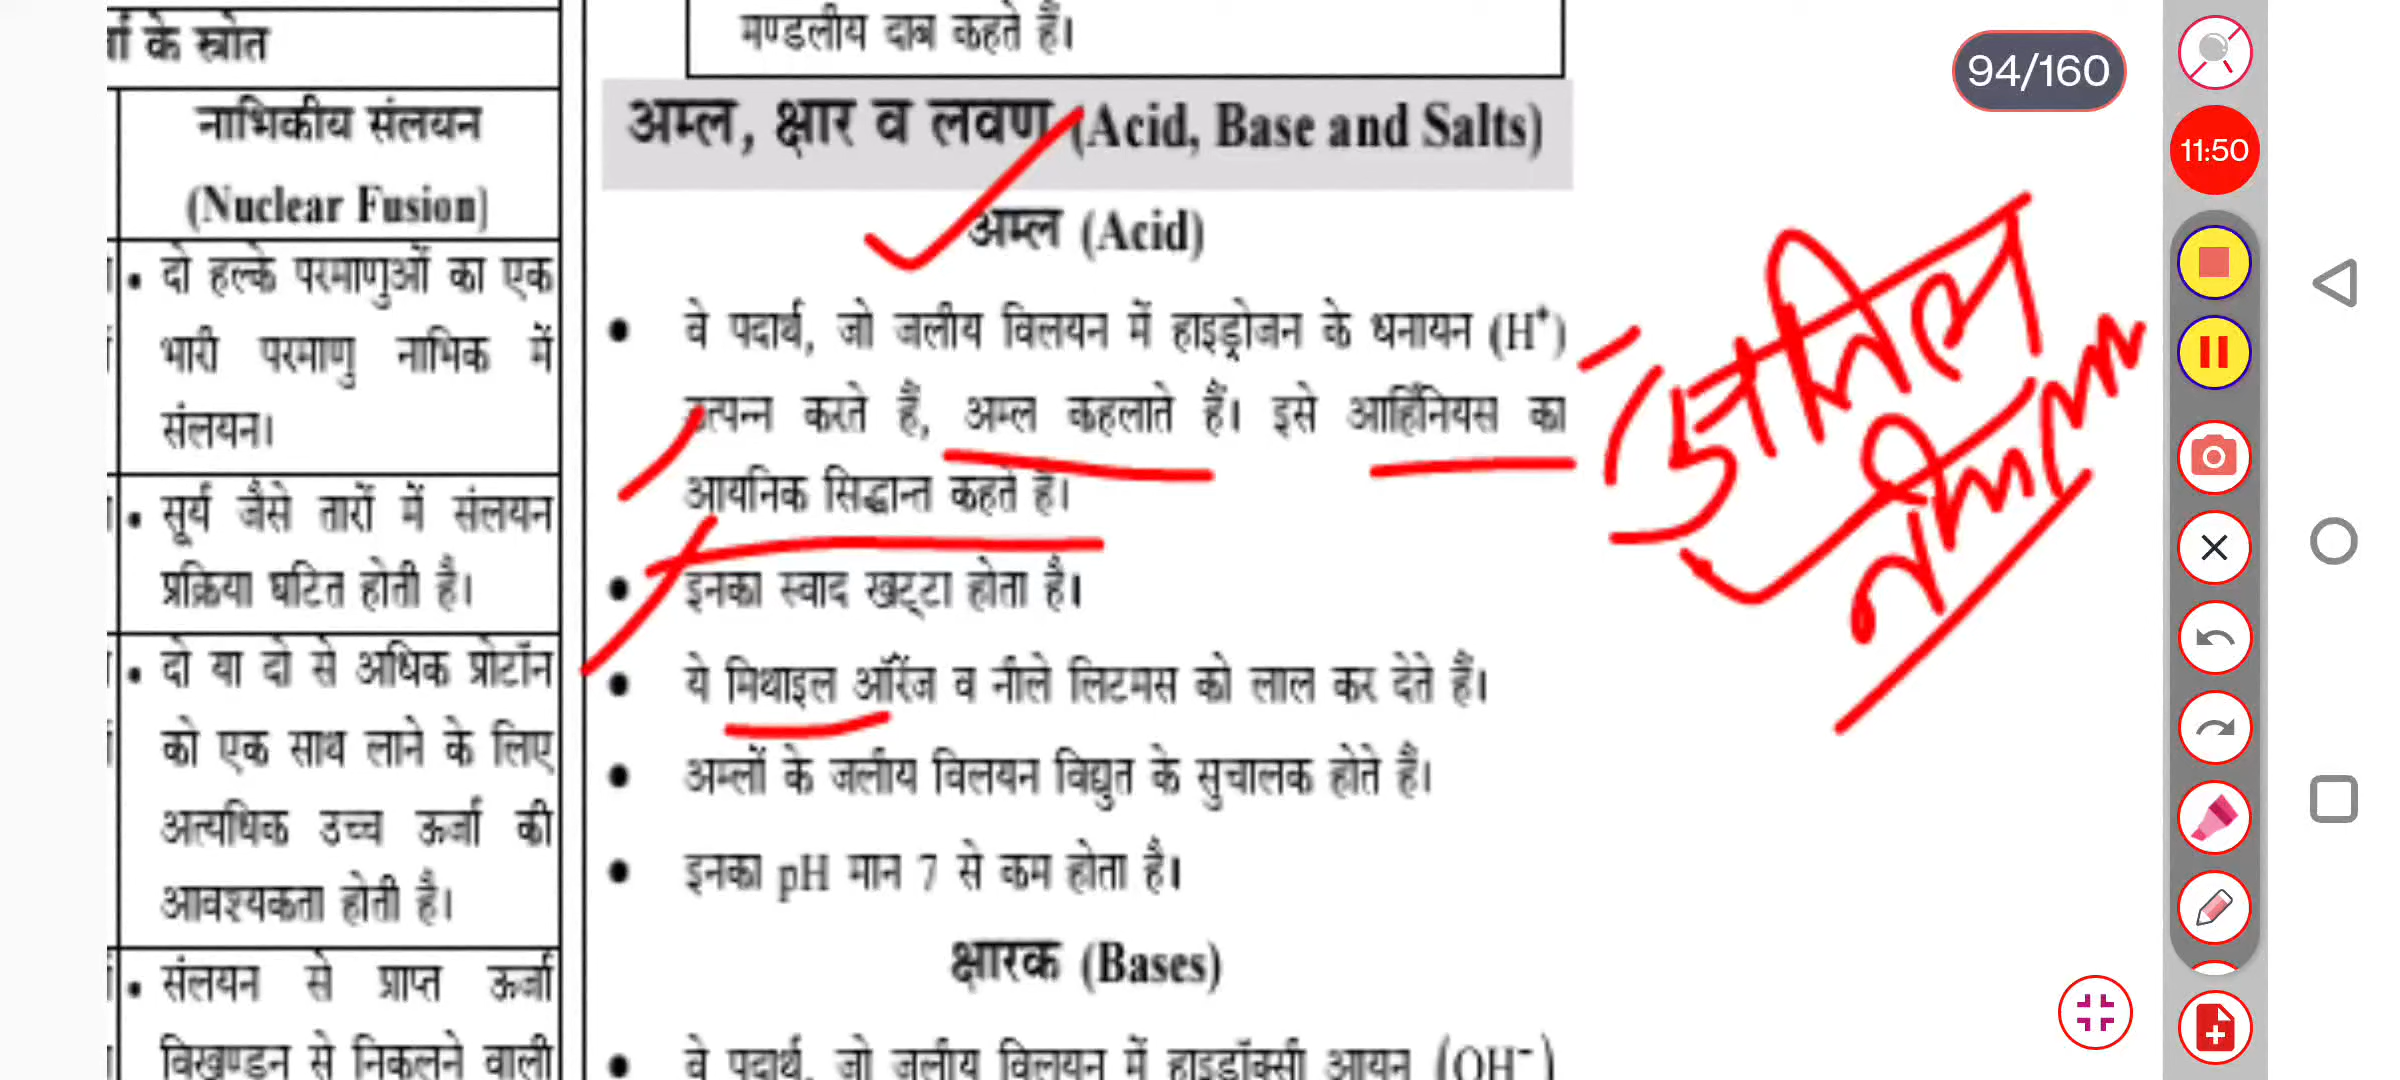 र्जा के स्रोत
नाभिकीय संलयन
(Nuclear Fusion)
• दो हल्के परमाणुओं का एक
भारी परमाणु नाभिक में
संलयन।
• सूर्य जैसे तारों में संलयन
प्रक्रिया घटित होती है।
• दो या दो से अधिक प्रोटॉन
को एक साथ लाने के लिए
अत्यधिक उच्च ऊर्जा की
आवश्यकता होती है।
• संलयन से प्राप्त ऊर्जा
विखण्डन से निकलने वाली
मण्डलीय दाब कहते हैं।
अम्ल, क्षार व लवण (Acid, Base and Salts)
अम्ल (Acid)
● वे पदार्थ, जो जलीय विलयन में हाइड्रोजन के धनायन (H⁺)
उत्पन्न करते हैं, अम्ल कहलाते हैं। इसे आर्हिनियस का
आयनिक सिद्धान्त कहते हैं।
● इनका स्वाद खट्टा होता है।
● ये मिथाइल ऑरेंज व नीले लिटमस को लाल कर देते हैं।
● अम्लों के जलीय विलयन विद्युत के सुचालक होते हैं।
● इनका pH मान 7 से कम होता है।
क्षारक (Bases)
● वे पदार्थ, जो जलीय विलयन में हाइडॉक्सी आयन (OH⁻)
94/160
11:50